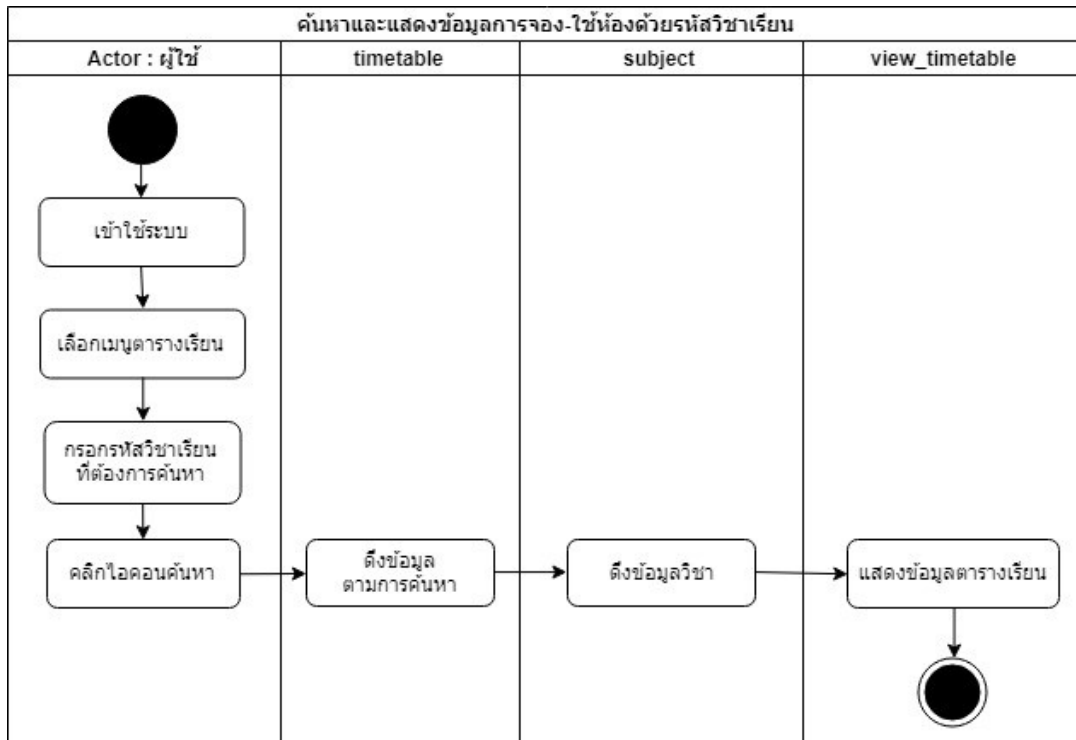 ค้นหาและแสดงข้อมูลการจอง-ใช้ห้องด้วยรหัสวิชาเรียน
Actor : ผู้ใช้
timetable
subject
view_timetable
เข้าใช้ระบบ
เลือกเมนูตารางเรียน
กรอกรหัสวิชาเรียน
ที่ต้องการค้นหา
คลิกไอคอนค้นหา
ดึงข้อมูล
ตามการค้นหา
ดึงข้อมูลวิชา
แสดงข้อมูลตารางเรียน